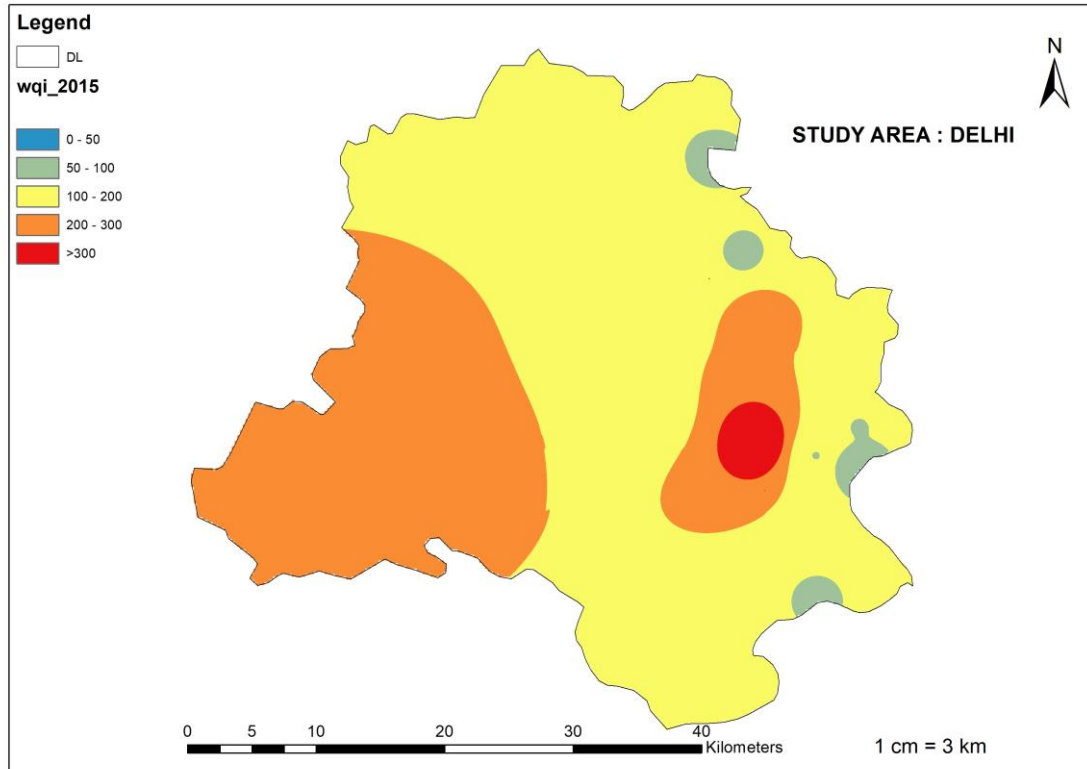 Legend
DL
wqi_2015
0 - 50
50 - 100
100 - 200
200 - 300
>300
N
STUDY AREA : DELHI
0 5 10 20 30 40
Kilometers
1 cm = 3 km